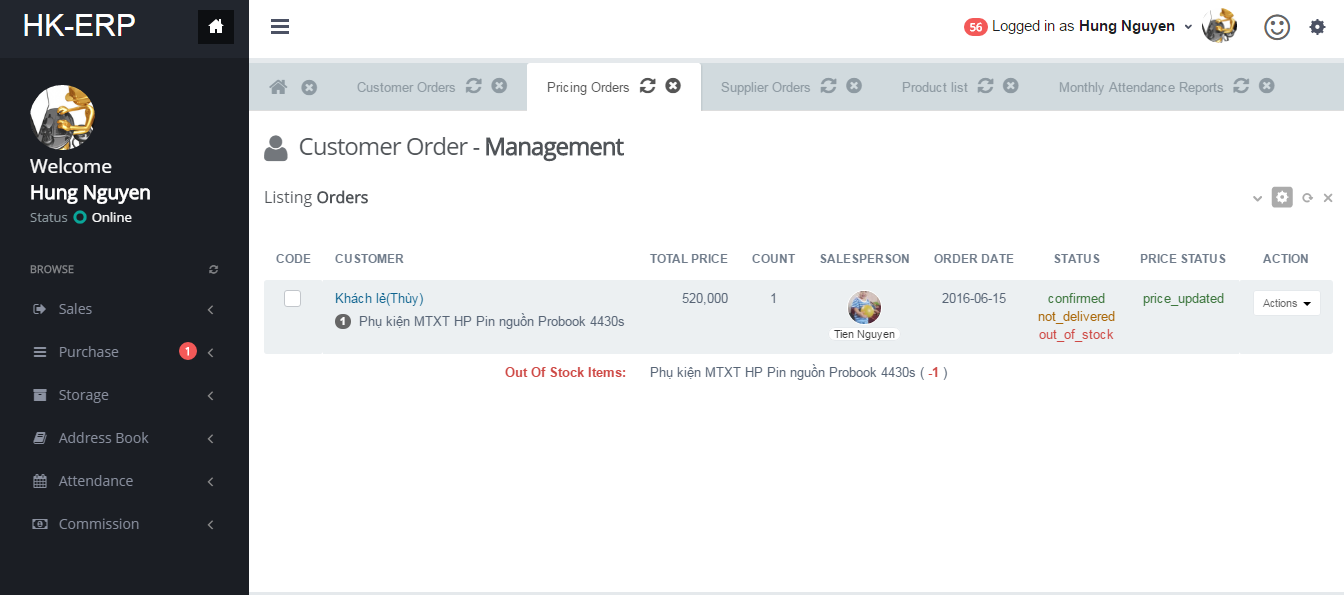 HK-ERP
56 Logged in as Hung Nguyen
Customer Orders
Pricing Orders
Supplier Orders
Product list
Monthly Attendance Reports
Welcome
Hung Nguyen
Status Online
BROWSE
Sales
Purchase 1
Storage
Address Book
Attendance
Commission
Customer Order - Management
Listing Orders
CODE CUSTOMER TOTAL PRICE COUNT SALESPERSON ORDER DATE STATUS PRICE STATUS ACTION
Khách lẻ(Thùy) 520,000 1 2016-06-15 confirmed price_updated Actions
1 Phụ kiện MTXT HP Pin nguồn Probook 4430s not_delivered
Tien Nguyen out_of_stock
Out Of Stock Items: Phụ kiện MTXT HP Pin nguồn Probook 4430s ( -1 )